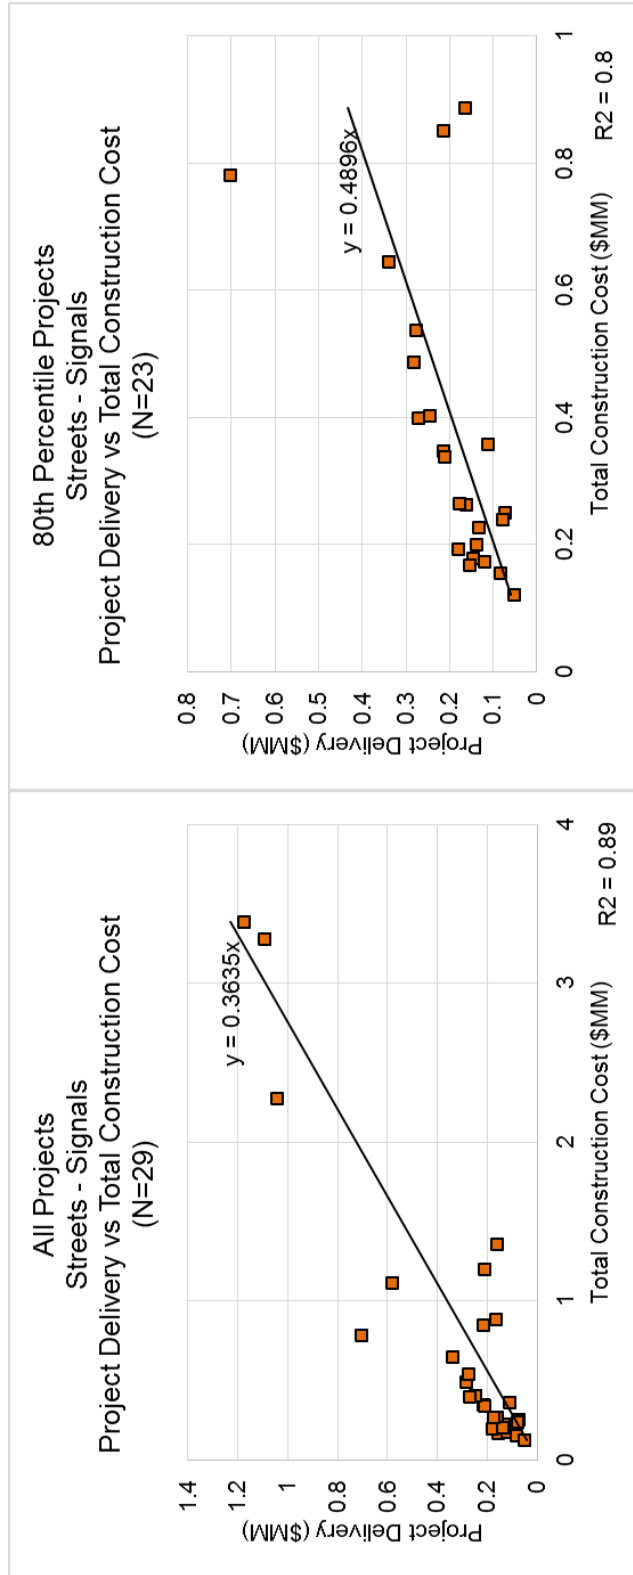 All Projects
Streets - Signals
Project Delivery vs Total Construction Cost
(N=29)
1.4
1.2
1
0.8
0.6
0.4
0.2
0
Project Delivery ($MM)
y = 0.3635x
0
1
2
3
4
Total Construction Cost ($MM)
R2 = 0.89
80th Percentile Projects
Streets - Signals
Project Delivery vs Total Construction Cost
(N=23)
0.8
0.7
0.6
0.5
0.4
0.3
0.2
0.1
0
Project Delivery ($MM)
y = 0.4896x
0
0.2
0.4
0.6
0.8
1
Total Construction Cost ($MM)
R2 = 0.8